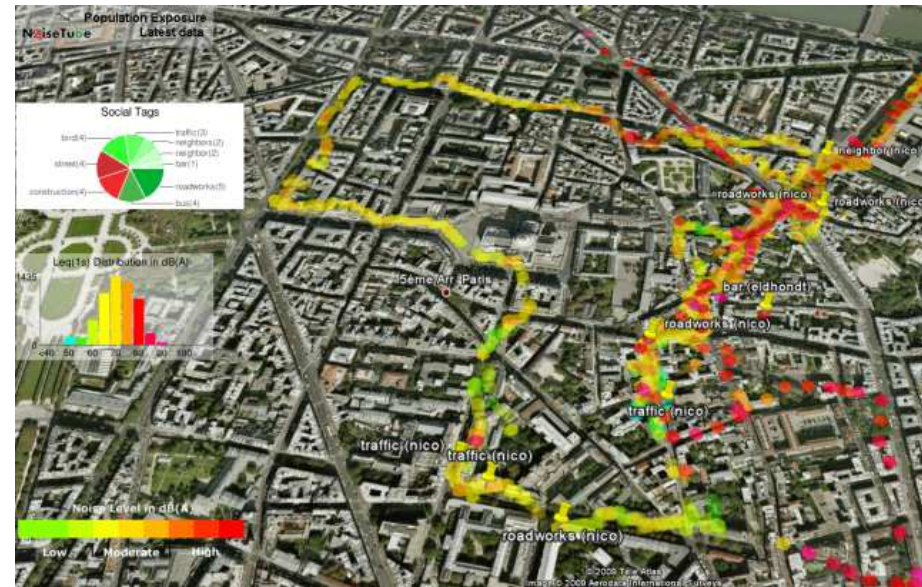 Population Exposure
Latest data
NoiseTube
Social Tags
bird(4)
traffic(3)
neighbors(2)
neighbor(2)
street(4)
bar(1)
construction(4)
roadworks(5)
bus(4)
Leq(1s) Distribution in dB(A)
1435
0
<40 50 60 70 80 90 100
neighbor (nico)
roadworks (nico)
roadworks (nico
15ème Arr. Paris
bar (eldhondt)
roadworks (nico)
traffic (nico)
traffic (nico)
traffic (nico)
roadworks (nico)
Noise Level in dB(A)
Low Moderate High
© 2009 Tele Atlas
Image © 2009 Aerodata International Surveys